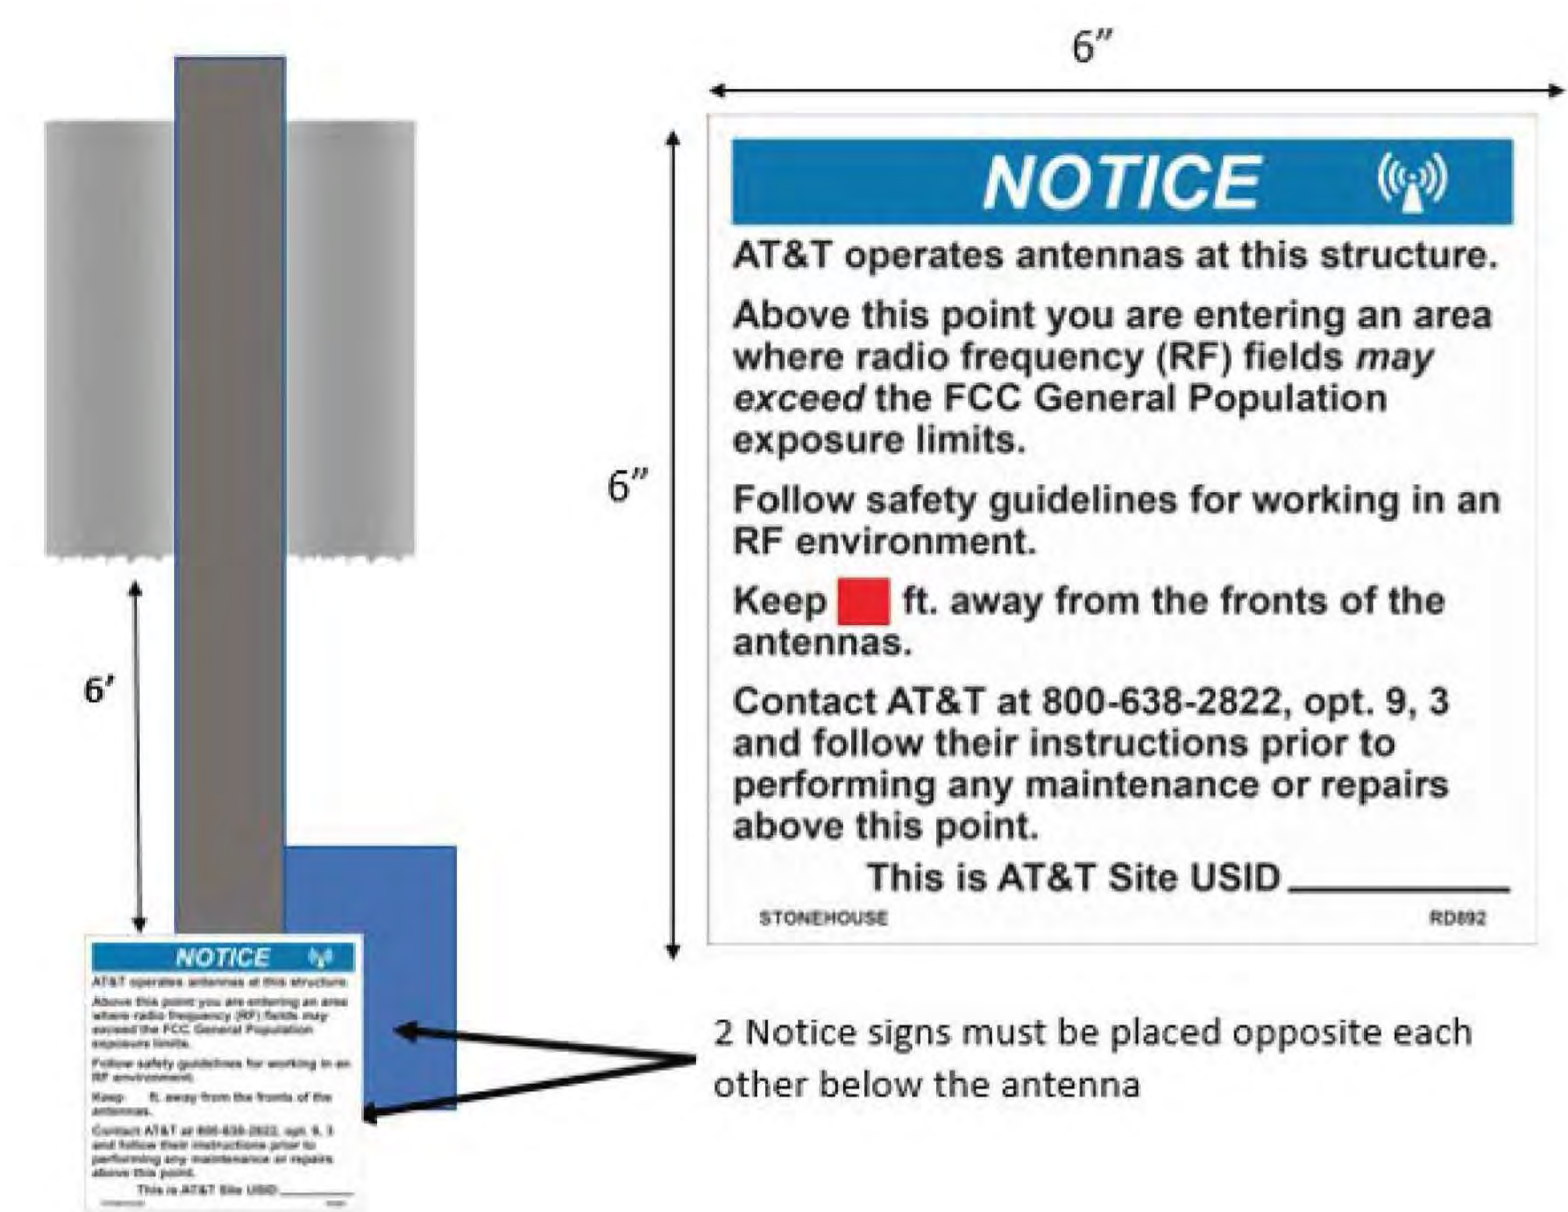 6”
NOTICE
AT&T operates antennas at this structure.
Above this point you are entering an area
where radio frequency (RF) fields may
exceed the FCC General Population
exposure limits.
6”
Follow safety guidelines for working in an
RF environment.
Keep ft. away from the fronts of the
antennas.
6’
Contact AT&T at 800-638-2822, opt. 9, 3
and follow their instructions prior to
performing any maintenance or repairs
above this point.
This is AT&T Site USID
STONEHOUSE
RD892
NOTICE
AT&T operates antennas at this structure.
Above this point you are entering an area
where radio frequency (RF) fields may
exceed the FCC General Population
exposure limits.
Follow safety guidelines for working in an
RF environment.
Keep ft. away from the fronts of the
antennas.
Contact AT&T at 800-638-2822, opt. 9, 3
and follow their instructions prior to
performing any maintenance or repairs
above this point.
This is AT&T Site USID
2 Notice signs must be placed opposite each
other below the antenna